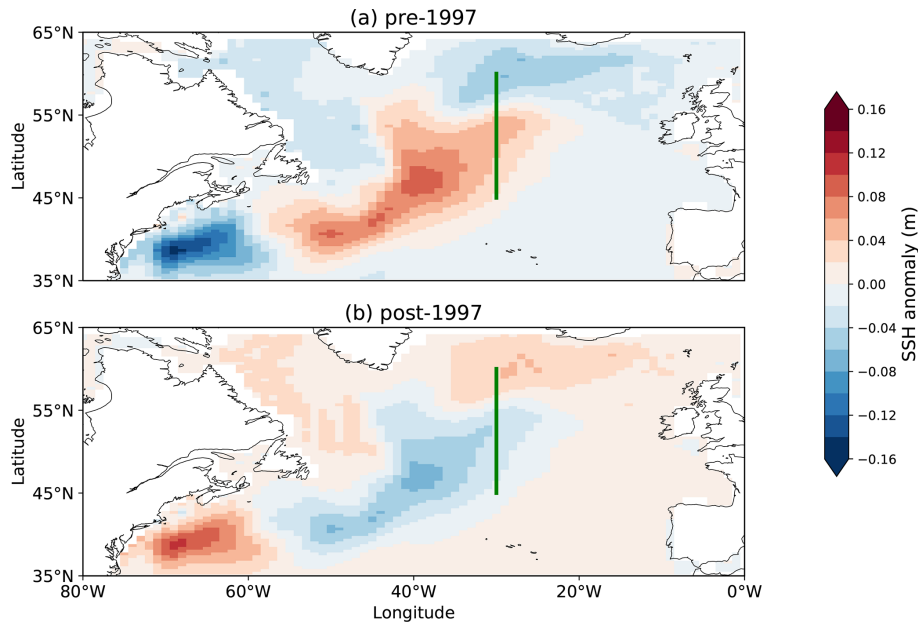 (a) pre-1997
65°N
55°N
45°N
35°N
Latitude
(b) post-1997
65°N
55°N
45°N
35°N
Latitude
80°W 60°W 40°W 20°W 0°W
Longitude
0.16
0.12
0.08
0.04
0.00
−0.04
−0.08
−0.12
−0.16
SSH anomaly (m)